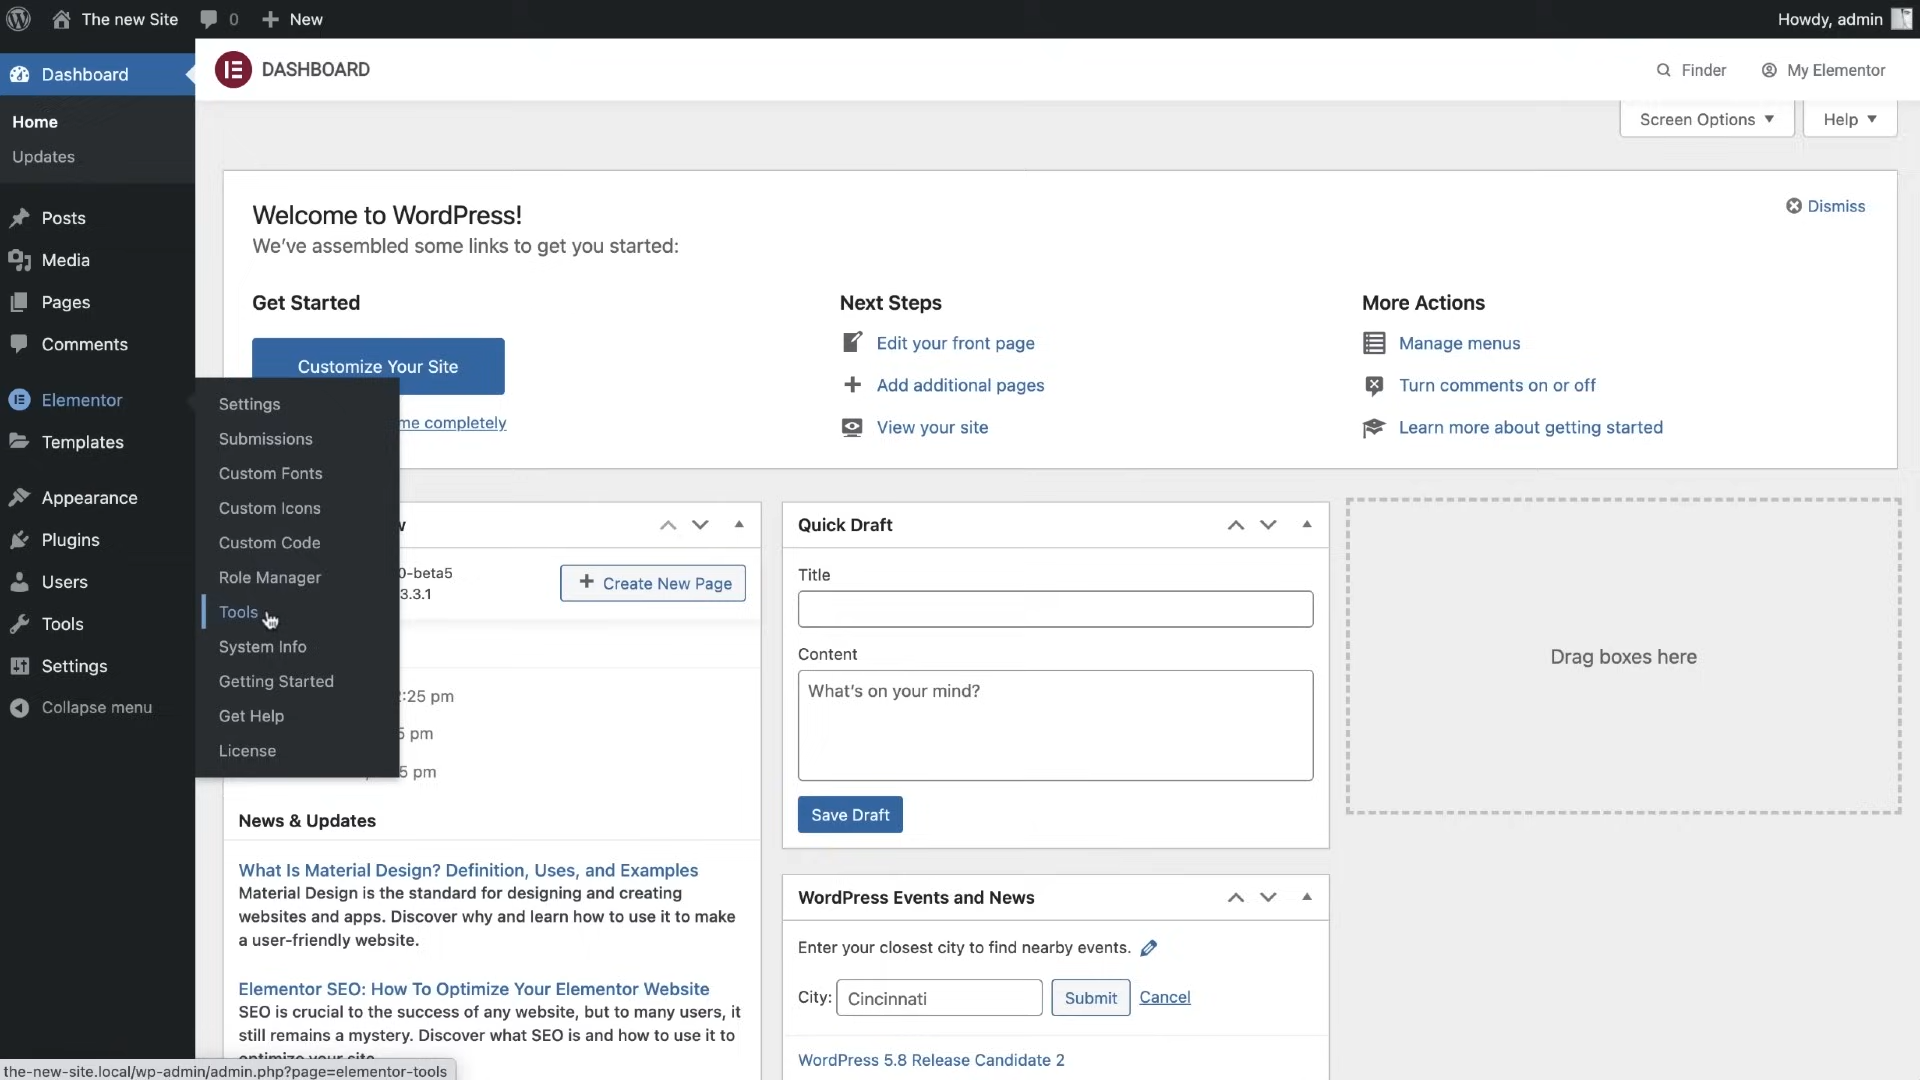 The new Site
0
New
Howdy, admin
Dashboard
Home
Updates
Posts
Media
Pages
Comments
Elementor
Templates
Appearance
Plugins
Users
Tools
Settings
Collapse menu
Settings
Submissions
Custom Fonts
Custom Icons
Custom Code
Role Manager
Tools
System Info
Getting Started
Get Help
License
DASHBOARD
Finder
My Elementor
Screen Options
Help
Welcome to WordPress!
We've assembled some links to get you started:
Dismiss
Get Started
Customize Your Site
me completely
Next Steps
Edit your front page
Add additional pages
View your site
More Actions
Manage menus
Turn comments on or off
Learn more about getting started
0-beta5
3.3.1
Create New Page
:25 pm
5 pm
5 pm
News & Updates
What Is Material Design? Definition, Uses, and Examples
Material Design is the standard for designing and creating
websites and apps. Discover why and learn how to use it to make
a user-friendly website.
Elementor SEO: How To Optimize Your Elementor Website
SEO is crucial to the success of any website, but to many users, it
still remains a mystery. Discover what SEO is and how to use it to
optimize your site.
Quick Draft
Title
Content
What's on your mind?
Save Draft
WordPress Events and News
Enter your closest city to find nearby events.
City: Cincinnati Submit Cancel
WordPress 5.8 Release Candidate 2
Drag boxes here
the-new-site.local/wp-admin/admin.php?page=elementor-tools